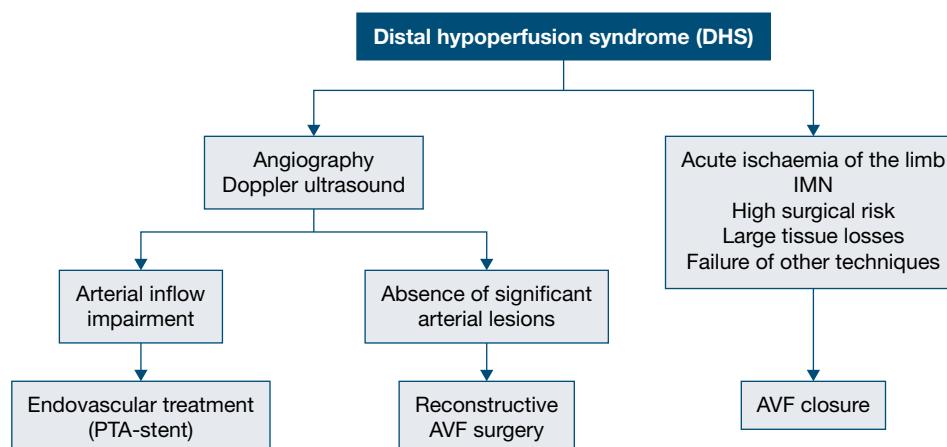 Distal hypoperfusion syndrome (DHS)
Angiography
Doppler ultrasound
Acute ischaemia of the limb
IMN
High surgical risk
Large tissue losses
Failure of other techniques
Arterial inflow
impairment
Absence of significant
arterial lesions
Endovascular treatment
(PTA-stent)
Reconstructive
AVF surgery
AVF closure